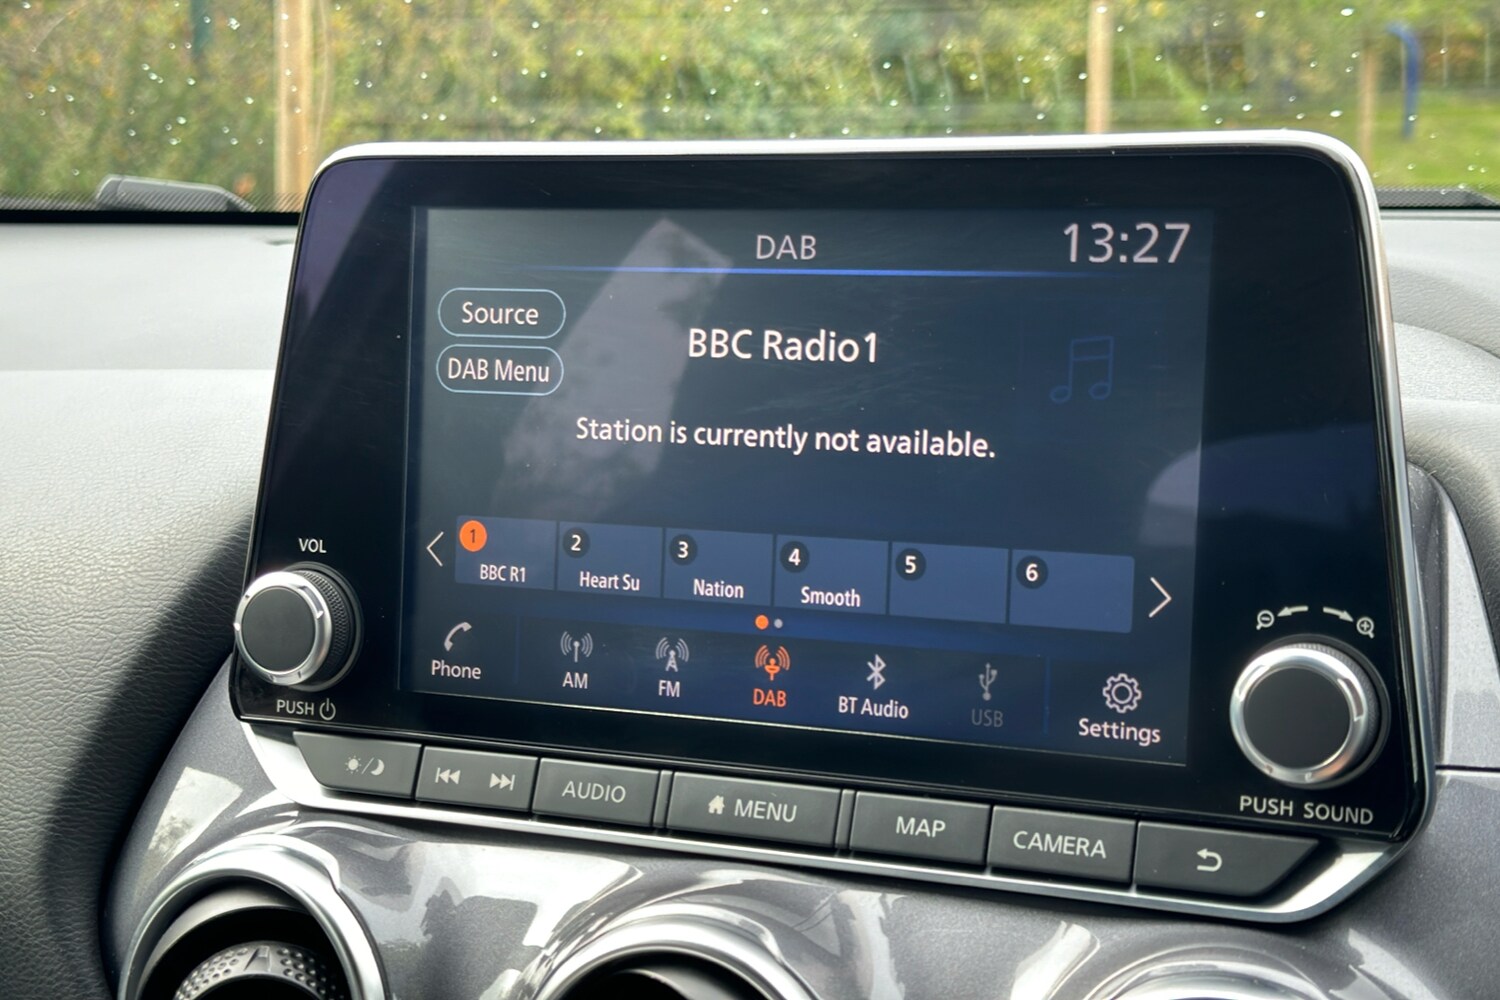 DAB
13:27
Source
DAB Menu
BBC Radio1
Station is currently not available.
1
BBC R1
2
Heart Su
3
Nation
4
Smooth
5
6
Phone
AM
FM
DAB
BT Audio
USB
Settings
VOL
PUSH
PUSH SOUND
AUDIO
MENU
MAP
CAMERA